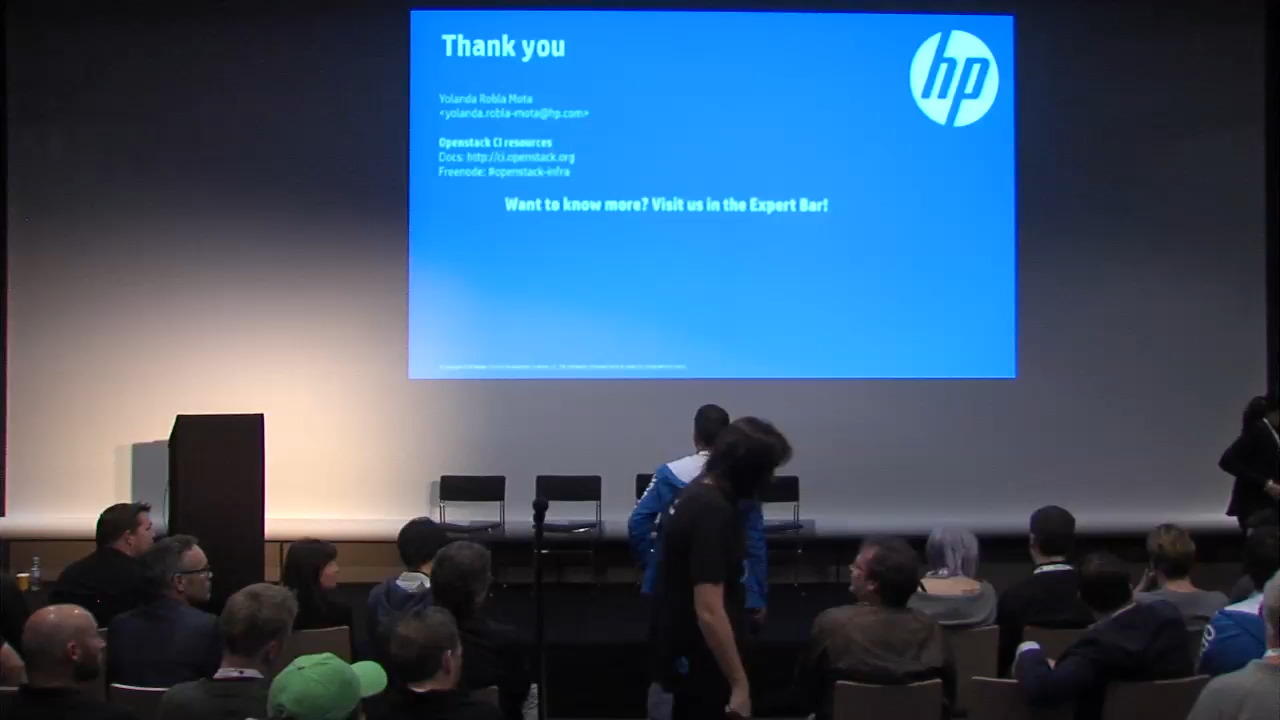 Thank you
hp
Yolanda Robla Mota
<yolanda.robla-mota@hp.com>
Openstack CI resources
Docs: http://ci.openstack.org
Freenode: #openstack-infra
Want to know more? Visit us in the Expert Bar!